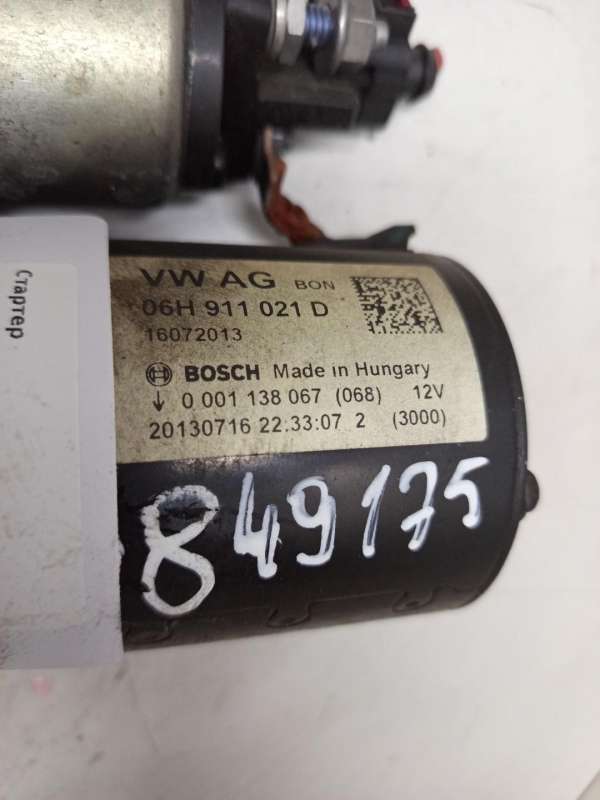 Стартер
VW AG BON
06H 911 021 D
16072013
BOSCH Made in Hungary
0 001 138 067 (068) 12V
20130716 22.33:07 2 (3000)
849175